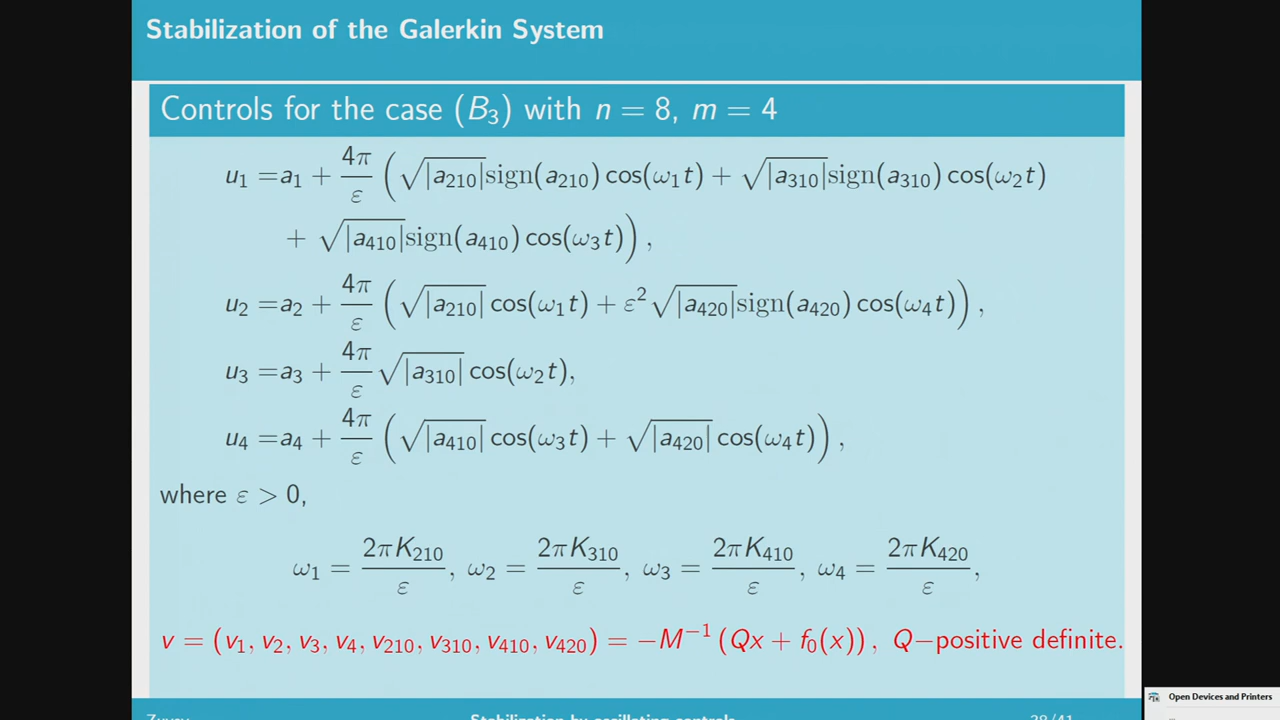 Stabilization of the Galerkin System
Controls for the case (B₃) with n = 8, m = 4
u₁ =a₁ + 4π/ε (√|a₂₁₀|sign(a₂₁₀) cos(ω₁t) + √|a₃₁₀|sign(a₃₁₀) cos(ω₂t)
+ √|a₄₁₀|sign(a₄₁₀) cos(ω₃t)) ,
u₂ =a₂ + 4π/ε (√|a₂₁₀| cos(ω₁t) + ε²√|a₄₂₀|sign(a₄₂₀) cos(ω₄t)) ,
u₃ =a₃ + 4π/ε √|a₃₁₀| cos(ω₂t),
u₄ =a₄ + 4π/ε (√|a₄₁₀| cos(ω₃t) + √|a₄₂₀| cos(ω₄t)) ,
where ε > 0,
ω₁ = 2πK₂₁₀/ε , ω₂ = 2πK₃₁₀/ε , ω₃ = 2πK₄₁₀/ε , ω₄ = 2πK₄₂₀/ε ,
v = (v₁, v₂, v₃, v₄, v₂₁₀, v₃₁₀, v₄₁₀, v₄₂₀) = −M⁻¹ (Qx + f₀(x)) , Q−positive definite.
Open Devices and Printers
Stabilization by oscillating controls